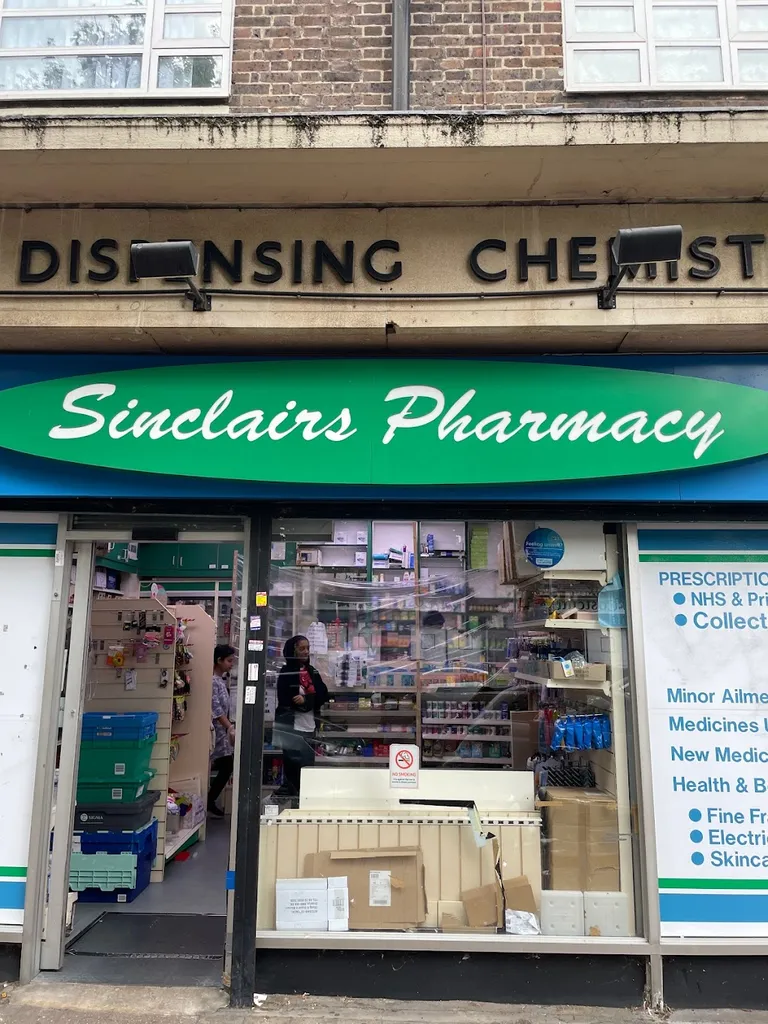 DISPENSING CHEMIST
Sinclairs Pharmacy
NO SMOKING
PRESCRIPTIO
● NHS & Pri
● Collect
Minor Ailme
Medicines U
New Medic
Health & B
● Fine Fra
● Electri
● Skinca